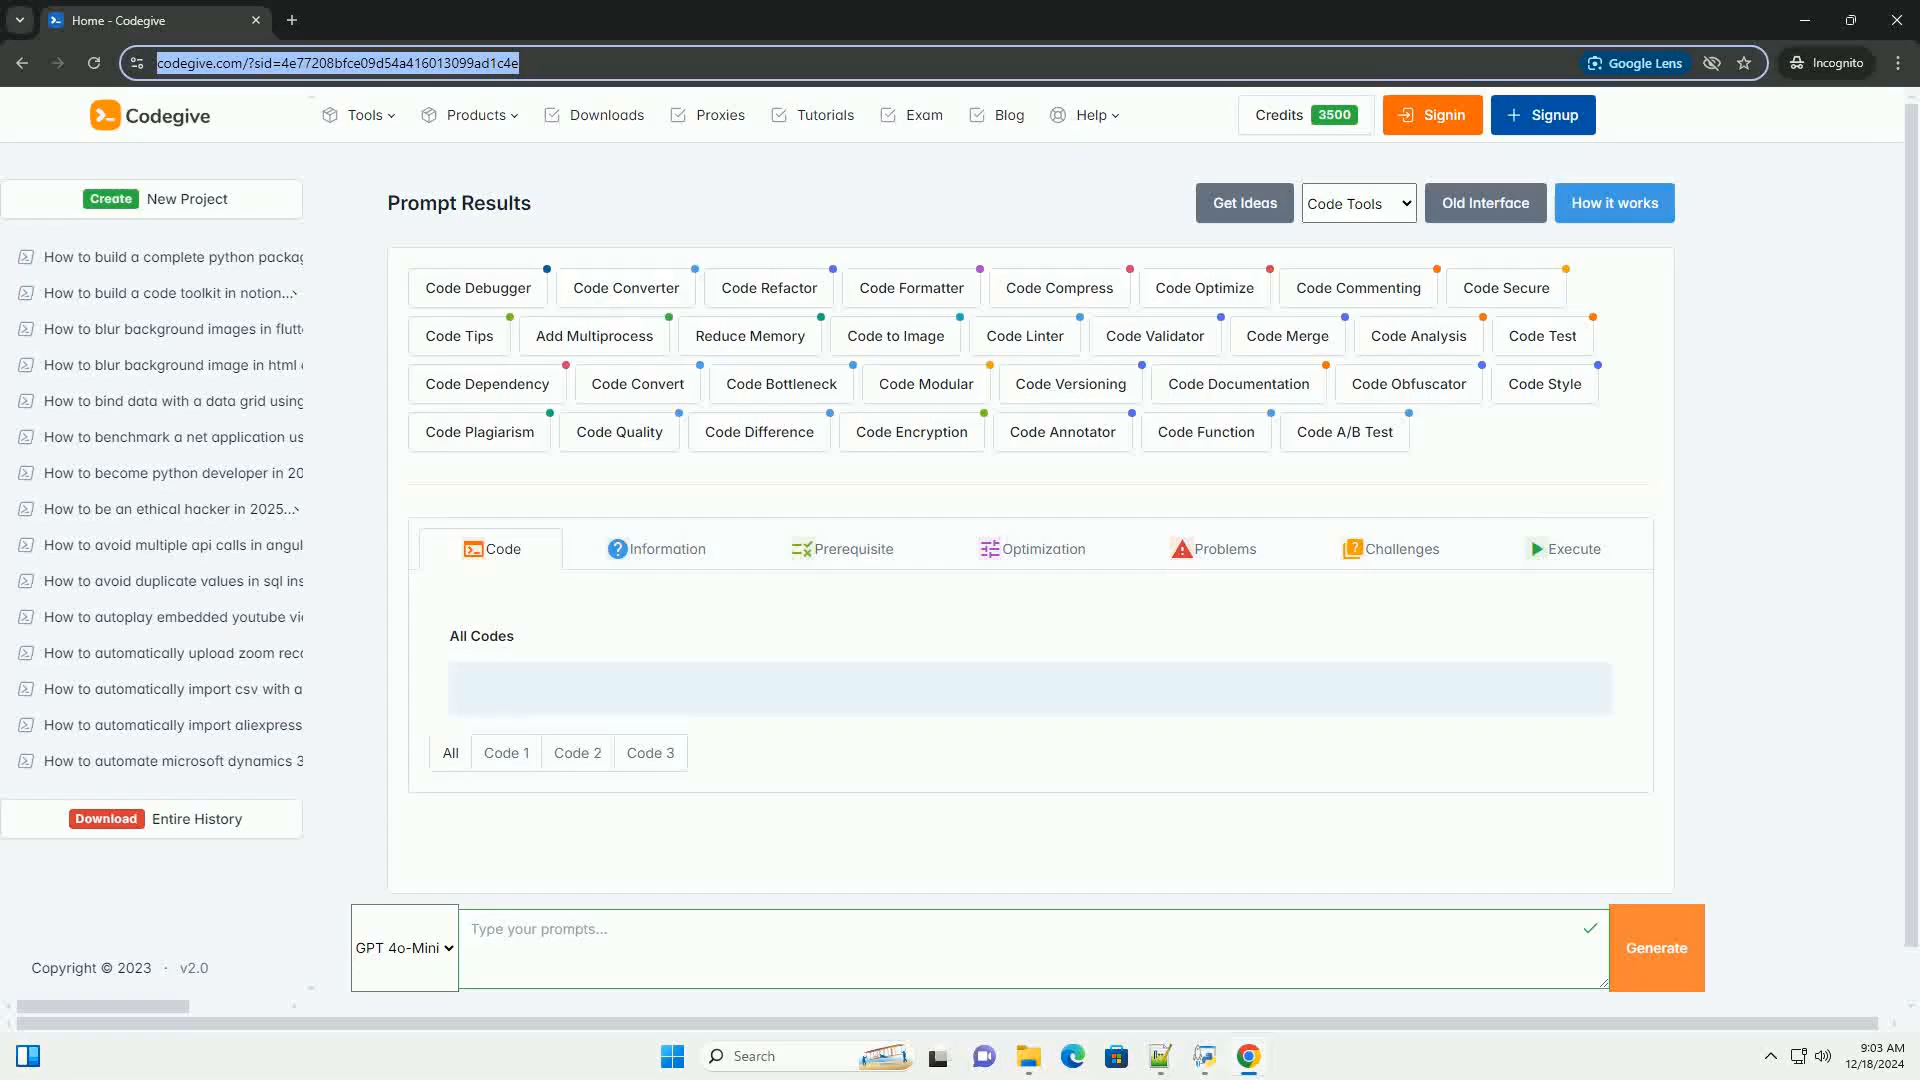 Home - Codegive
codegive.com/?sid=4e77208bfce09d54a416013099ad1c4e
Google Lens
Incognito
Codegive
Tools
Products
Downloads
Proxies
Tutorials
Exam
Blog
Help
Credits 3500
Signin
Signup
Create New Project
How to build a complete python packag
How to build a code toolkit in notion...
How to blur background images in flutt
How to blur background image in html
How to bind data with a data grid using
How to benchmark a net application us
How to become python developer in 20
How to be an ethical hacker in 2025...
How to avoid multiple api calls in angul
How to avoid duplicate values in sql ins
How to autoplay embedded youtube vi
How to automatically upload zoom reco
How to automatically import csv with a
How to automatically import aliexpress
How to automate microsoft dynamics 3
Download Entire History
Copyright © 2023 · v2.0
Prompt Results
Get Ideas
Code Tools
Old Interface
How it works
Code Debugger
Code Converter
Code Refactor
Code Formatter
Code Compress
Code Optimize
Code Commenting
Code Secure
Code Tips
Add Multiprocess
Reduce Memory
Code to Image
Code Linter
Code Validator
Code Merge
Code Analysis
Code Test
Code Dependency
Code Convert
Code Bottleneck
Code Modular
Code Versioning
Code Documentation
Code Obfuscator
Code Style
Code Plagiarism
Code Quality
Code Difference
Code Encryption
Code Annotator
Code Function
Code A/B Test
Code
Information
Prerequisite
Optimization
Problems
Challenges
Execute
All Codes
All
Code 1
Code 2
Code 3
GPT 4o-Mini
Type your prompts...
Generate
Search
9:03 AM
12/18/2024